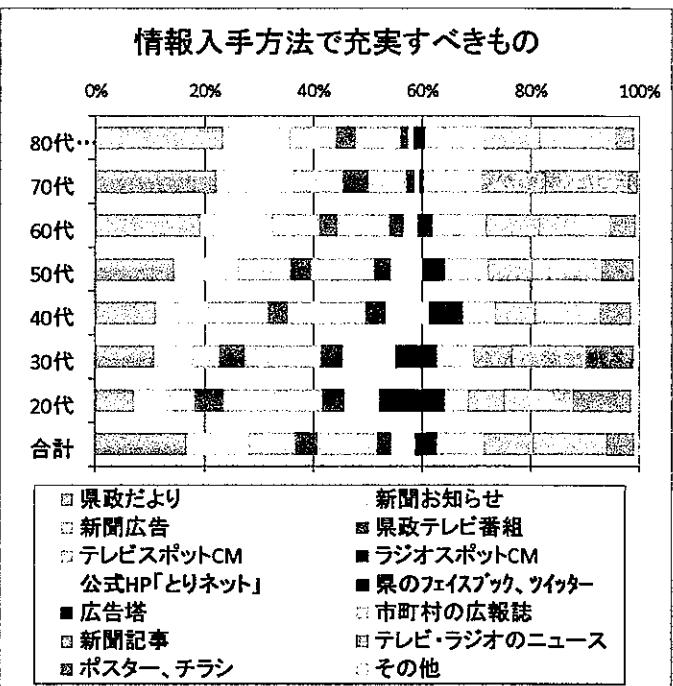 情報入手方法で充実すべきもの
0% 20% 40% 60% 80% 100%
80代…
70代
60代
50代
40代
30代
20代
合計
県政だより 新聞お知らせ
新聞広告 県政テレビ番組
テレビスポットCM ラジオスポットCM
公式HP「とりネット」 県のフェイスブック、ツイッター
広告塔 市町村の広報誌
新聞記事 テレビ・ラジオのニュース
ポスター、チラシ その他